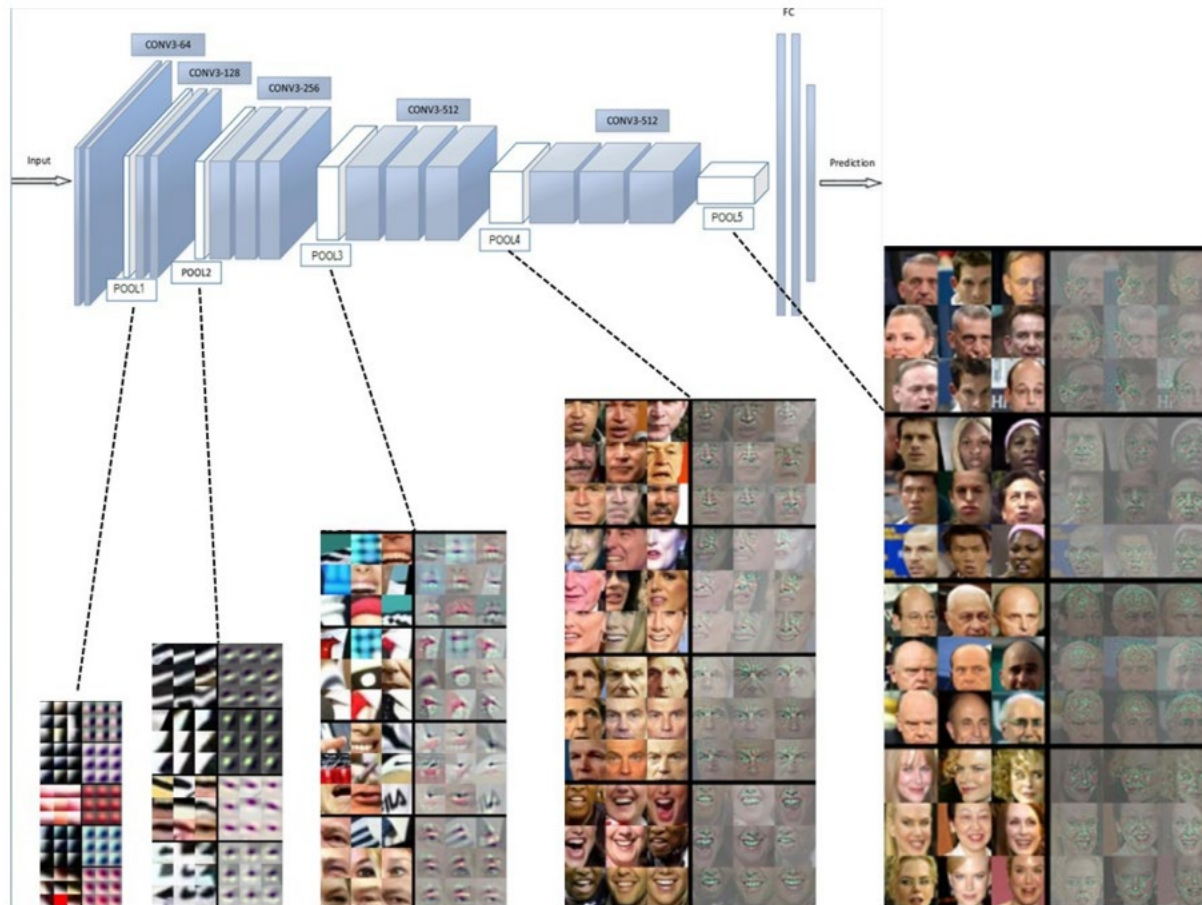 FC
CONV3-64
CONV3-128
CONV3-256
CONV3-512
CONV3-512
Input
Prediction
POOL5
POOL4
POOL3
POOL2
POOL1